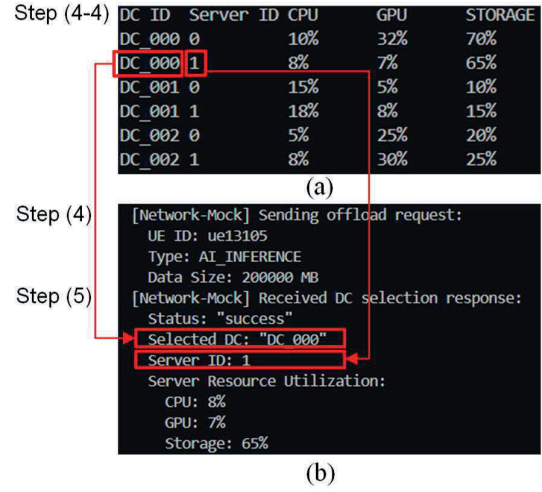 Step (4-4)
DC ID Server ID CPU GPU STORAGE
DC_000 0 10% 32% 70%
DC_000 1 8% 7% 65%
DC_001 0 15% 5% 10%
DC_001 1 18% 8% 15%
DC_002 0 5% 25% 20%
DC_002 1 8% 30% 25%
(a)
Step (4)
[Network-Mock] Sending offload request:
UE ID: ue13105
Type: AI_INFERENCE
Data Size: 200000 MB
Step (5)
[Network-Mock] Received DC selection response:
Status: "success"
Selected DC: "DC_000"
Server ID: 1
Server Resource Utilization:
CPU: 8%
GPU: 7%
Storage: 65%
(b)